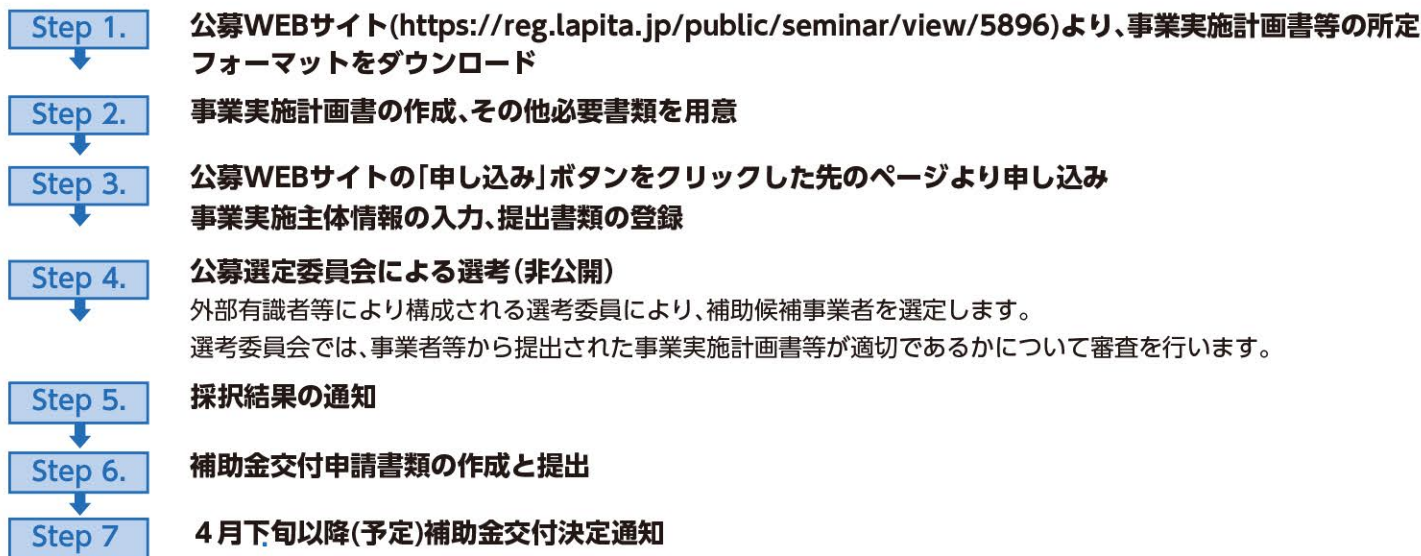 Step 1.
公募WEBサイト(https://reg.lapita.jp/public/seminar/view/5896)より、事業実施計画書等の所定
フォーマットをダウンロード
Step 2.
事業実施計画書の作成、その他必要書類を用意
Step 3.
公募WEBサイトの「申し込み」ボタンをクリックした先のページより申し込み
事業実施主体情報の入力、提出書類の登録
Step 4.
公募選定委員会による選考(非公開)
外部有識者等により構成される選考委員により、補助候補事業者を選定します。
選考委員会では、事業者等から提出された事業実施計画書等が適切であるかについて審査を行います。
Step 5.
採択結果の通知
Step 6.
補助金交付申請書類の作成と提出
Step 7
４月下旬以降(予定)補助金交付決定通知